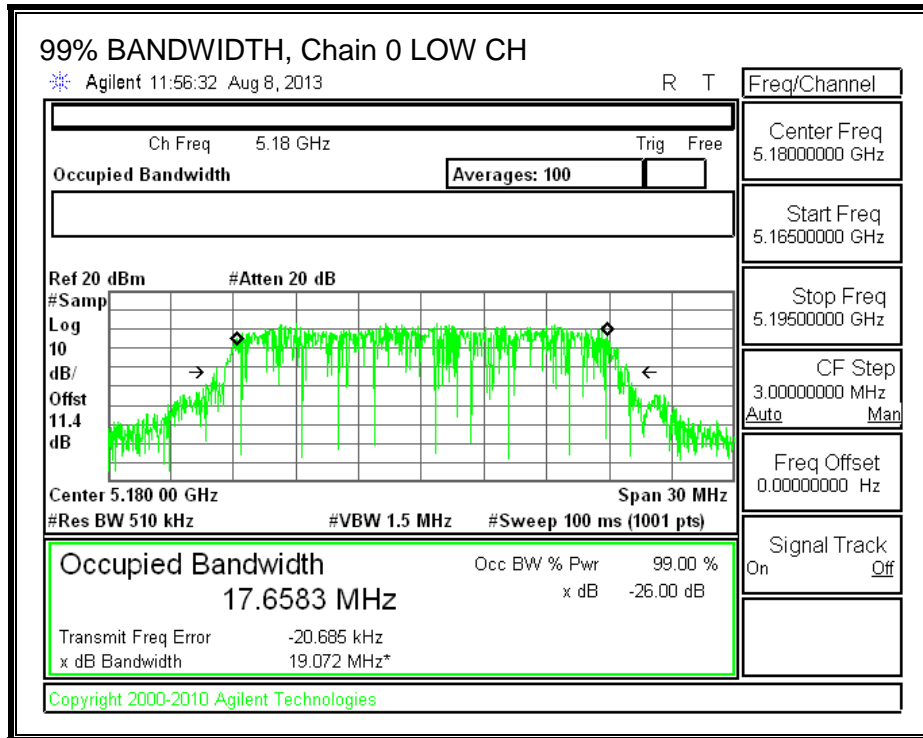 99% BANDWIDTH, Chain 0 LOW CH
Agilent 11:56:32 Aug 8, 2013 R T
Ch Freq 5.18 GHz Trig Free
Occupied Bandwidth Averages: 100
Ref 20 dBm #Atten 20 dB
#Samp
Log
10
dB/
Offst
11.4
dB
Center 5.180 00 GHz Span 30 MHz
#Res BW 510 kHz #VBW 1.5 MHz #Sweep 100 ms (1001 pts)
Occupied Bandwidth Occ BW % Pwr 99.00 %
17.6583 MHz x dB -26.00 dB
Transmit Freq Error -20.685 kHz
x dB Bandwidth 19.072 MHz*
Copyright 2000-2010 Agilent Technologies
Freq/Channel
Center Freq
5.18000000 GHz
Start Freq
5.16500000 GHz
Stop Freq
5.19500000 GHz
CF Step
3.00000000 MHz
Auto Man
Freq Offset
0.00000000 Hz
Signal Track
On Off